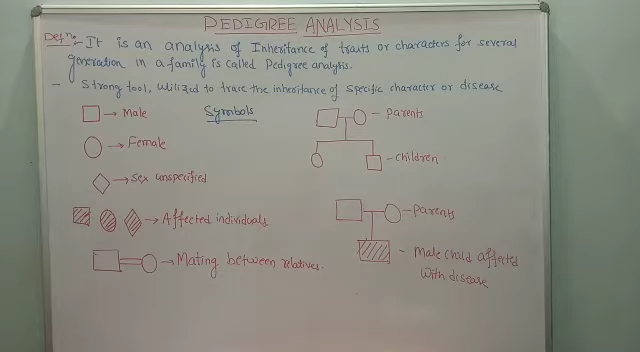 PEDIGREE ANALYSIS
Defn:- It is an analysis of Inheritance of traits or characters for several
generation in a family is called Pedigree analysis.
- Strong tool, utilized to trace the inheritance of specific character or disease
Symbols
→ Male
→ Female
→ Sex unspecified
→ Affected individuals
→ Mating between relatives.
- parents
- children
- parents
- Male child affected
with disease